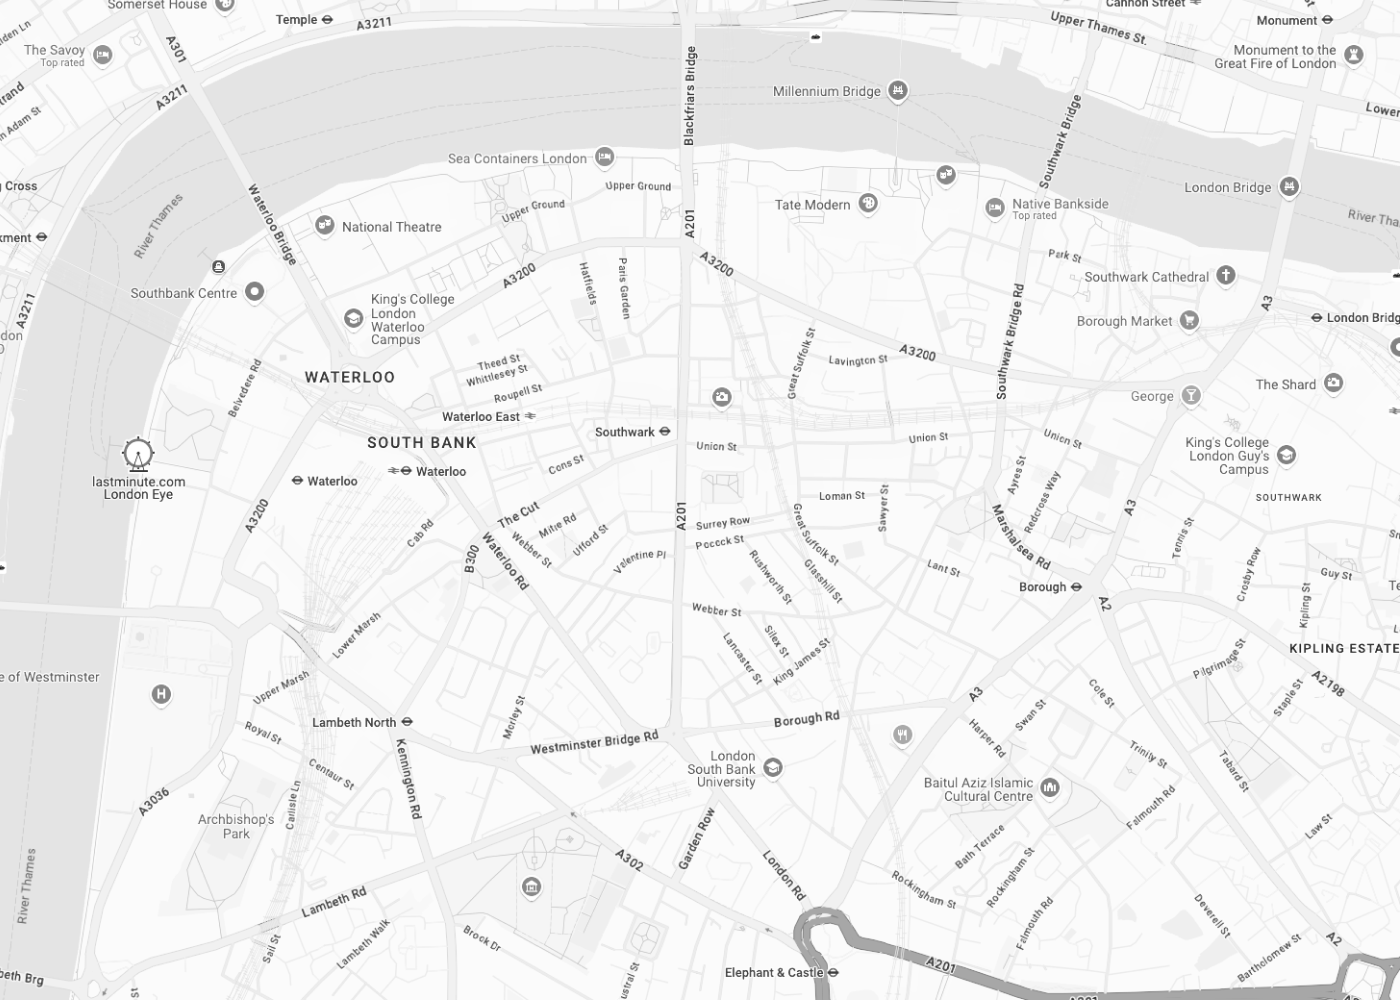 Somerset House
Temple
A3211
Cannon Street
Monument
Upper Thames St.
A301
The Savoy
Top rated
Monument to the
Great Fire of London
Blackfriars Bridge
Millennium Bridge
A3211
Lower
Southwark Bridge
Sea Containers London
Upper Ground
Upper Ground
Cross
London Bridge
River Thames
Waterloo Bridge
National Theatre
Tate Modern
Native Bankside
Top rated
River Tha
A201
A3200
A3200
Park St
Hatfields
Paris Garden
Southbank Centre
King's College
London
Waterloo
Campus
A3211
Southwark Cathedral
A3
Borough Market
London Bridg
Southwark Bridge Rd
Great Suffolk St
Lavington St
A3200
WATERLOO
Theed St
Whittlesey St
Roupell St
Belvedere Rd
The Shard
George
Waterloo East
Southwark
SOUTH BANK
Union St
Union St
Union St
King's College
London Guy's
Campus
lastminute.com
London Eye
Waterloo
Waterloo
Cons St
SOUTHWARK
Loman St
Sawyer St
Ayres St
Redcross Way
A3
A3200
The Cut
Mitre Rd
Ufford St
Webber St
Cab Rd
B300
Waterloo Rd
A201
Surrey Row
Pocock St
Valentine Pl
Great Suffolk St
Rushworth St
Glasshill St
Lant St
Marshalsea Rd
Tennis St
Crosby Row
Guy St
Kipling St
Borough
A2
Webber St
Silex St
Lancaster St
King James St
Lower Marsh
KIPLING ESTATE
Pilgrimage St
A2198
Staple St
e of Westminster
Upper Marsh
Lambeth North
Royal St
Morley St
Westminster Bridge Rd
Borough Rd
A3
Cole St
Swan St
Harper Rd
Trinity St
Tabard St
Centaur St
Kennington Rd
A3036
Carlisle Ln
Archbishop's
Park
London
South Bank
University
Baitul Aziz Islamic
Cultural Centre
Falmouth Rd
Law St
Garden Row
A302
London Rd
Bath Terrace
Rockingham St
Rockingham St
Falmouth Rd
Deverell St
River Thames
Lambeth Rd
Lambeth Walk
Brock Dr
Sail St
A2
Bartholomew St
A201
Elephant & Castle
beth Brg